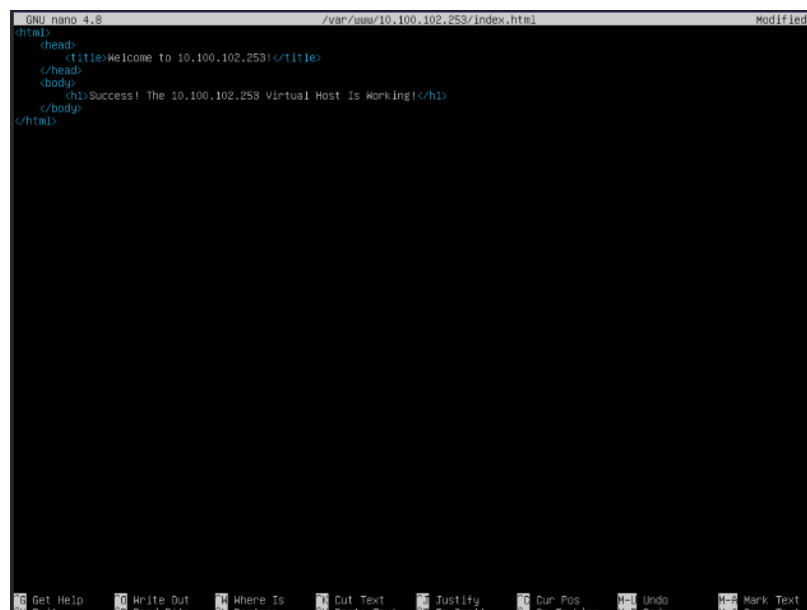 GNU nano 4.8 /var/www/10.100.102.253/index.html Modified
<html>
<head>
<title>Welcome to 10.100.102.253!</title>
</head>
<body>
<h1>Success! The 10.100.102.253 Virtual Host Is Working!</h1>
</body>
</html>
^G Get Help ^O Write Out ^W Where Is ^K Cut Text ^J Justify ^C Cur Pos M-U Undo M-A Mark Text